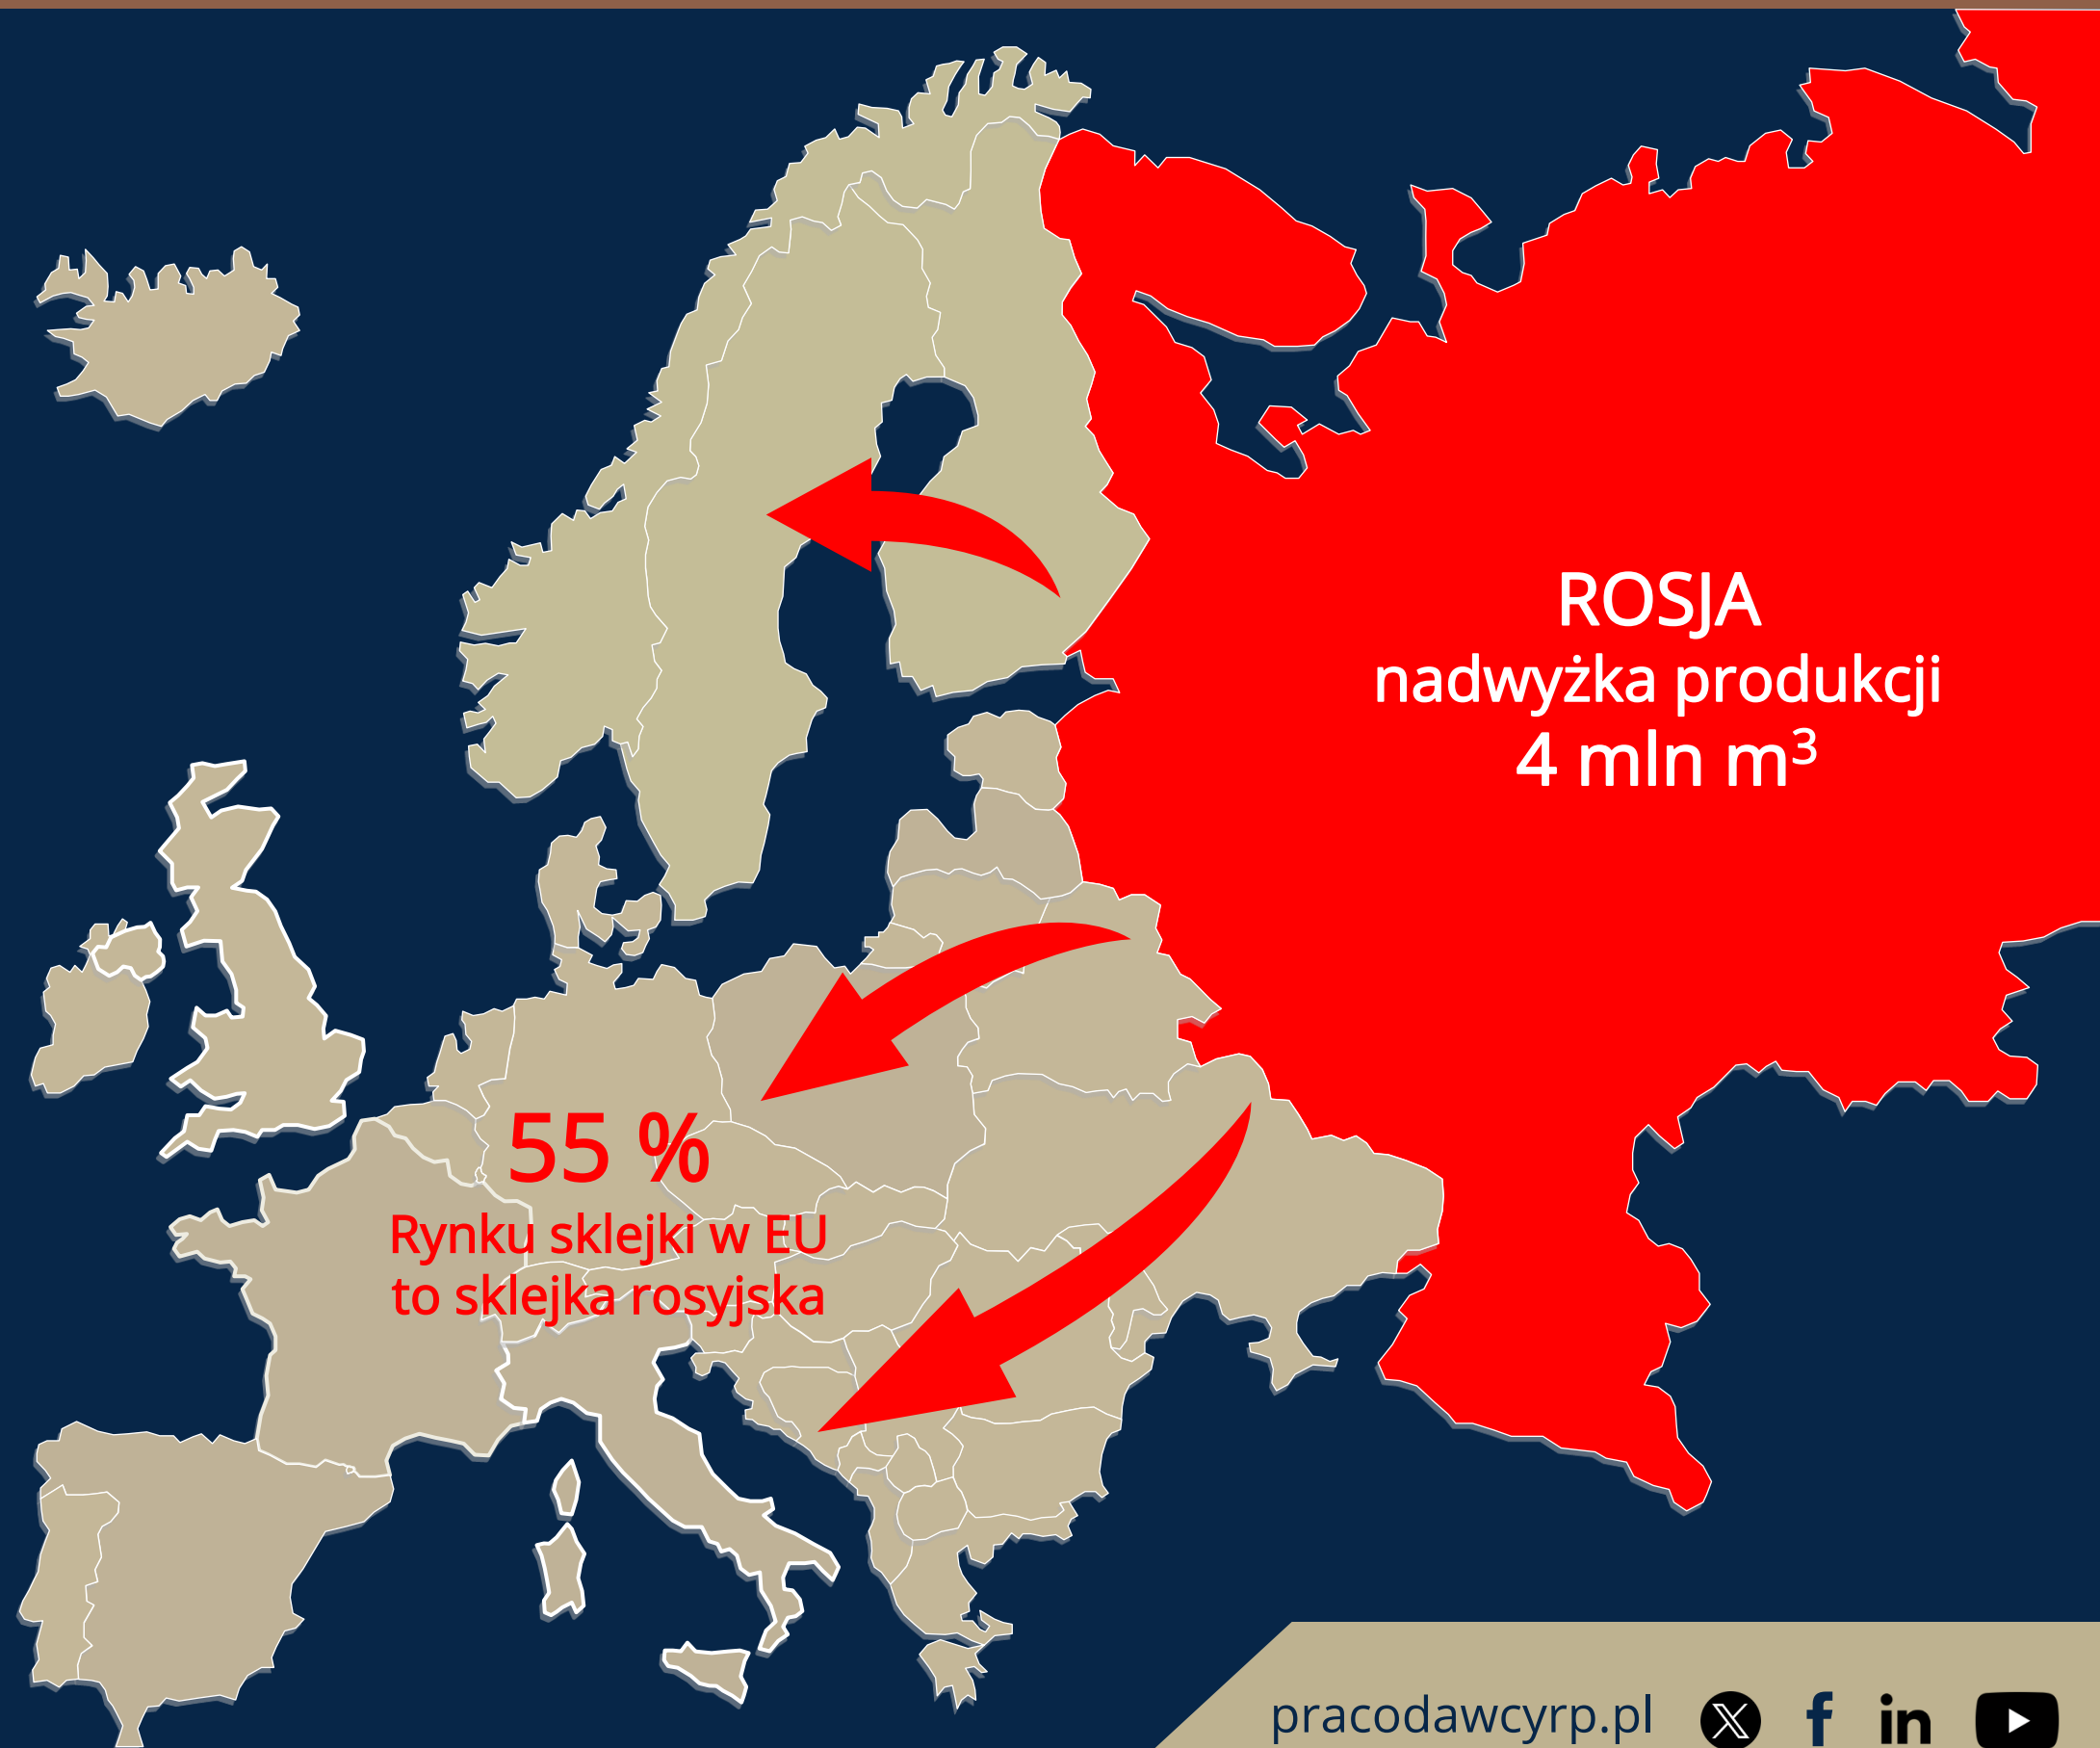 ROSJA
nadwyżka produkcji
4 mln m³
55 %
Rynku sklejki w EU
to sklejka rosyjska
pracodawcyrp.pl